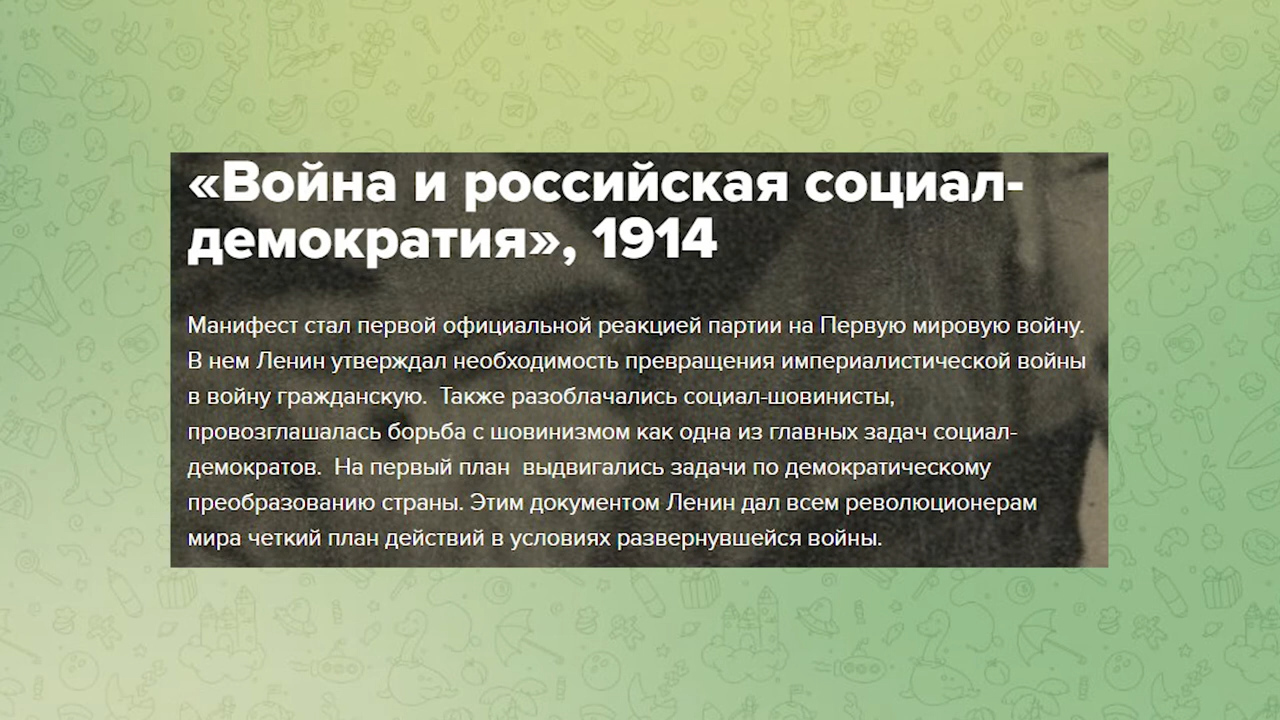 «Война и российская социал-
демократия», 1914
Манифест стал первой официальной реакцией партии на Первую мировую войну.
В нем Ленин утверждал необходимость превращения империалистической войны
в войну гражданскую.  Также разоблачались социал-шовинисты,
провозглашалась борьба с шовинизмом как одна из главных задач социал-
демократов.  На первый план  выдвигались задачи по демократическому
преобразованию страны. Этим документом Ленин дал всем революционерам
мира четкий план действий в условиях развернувшейся войны.